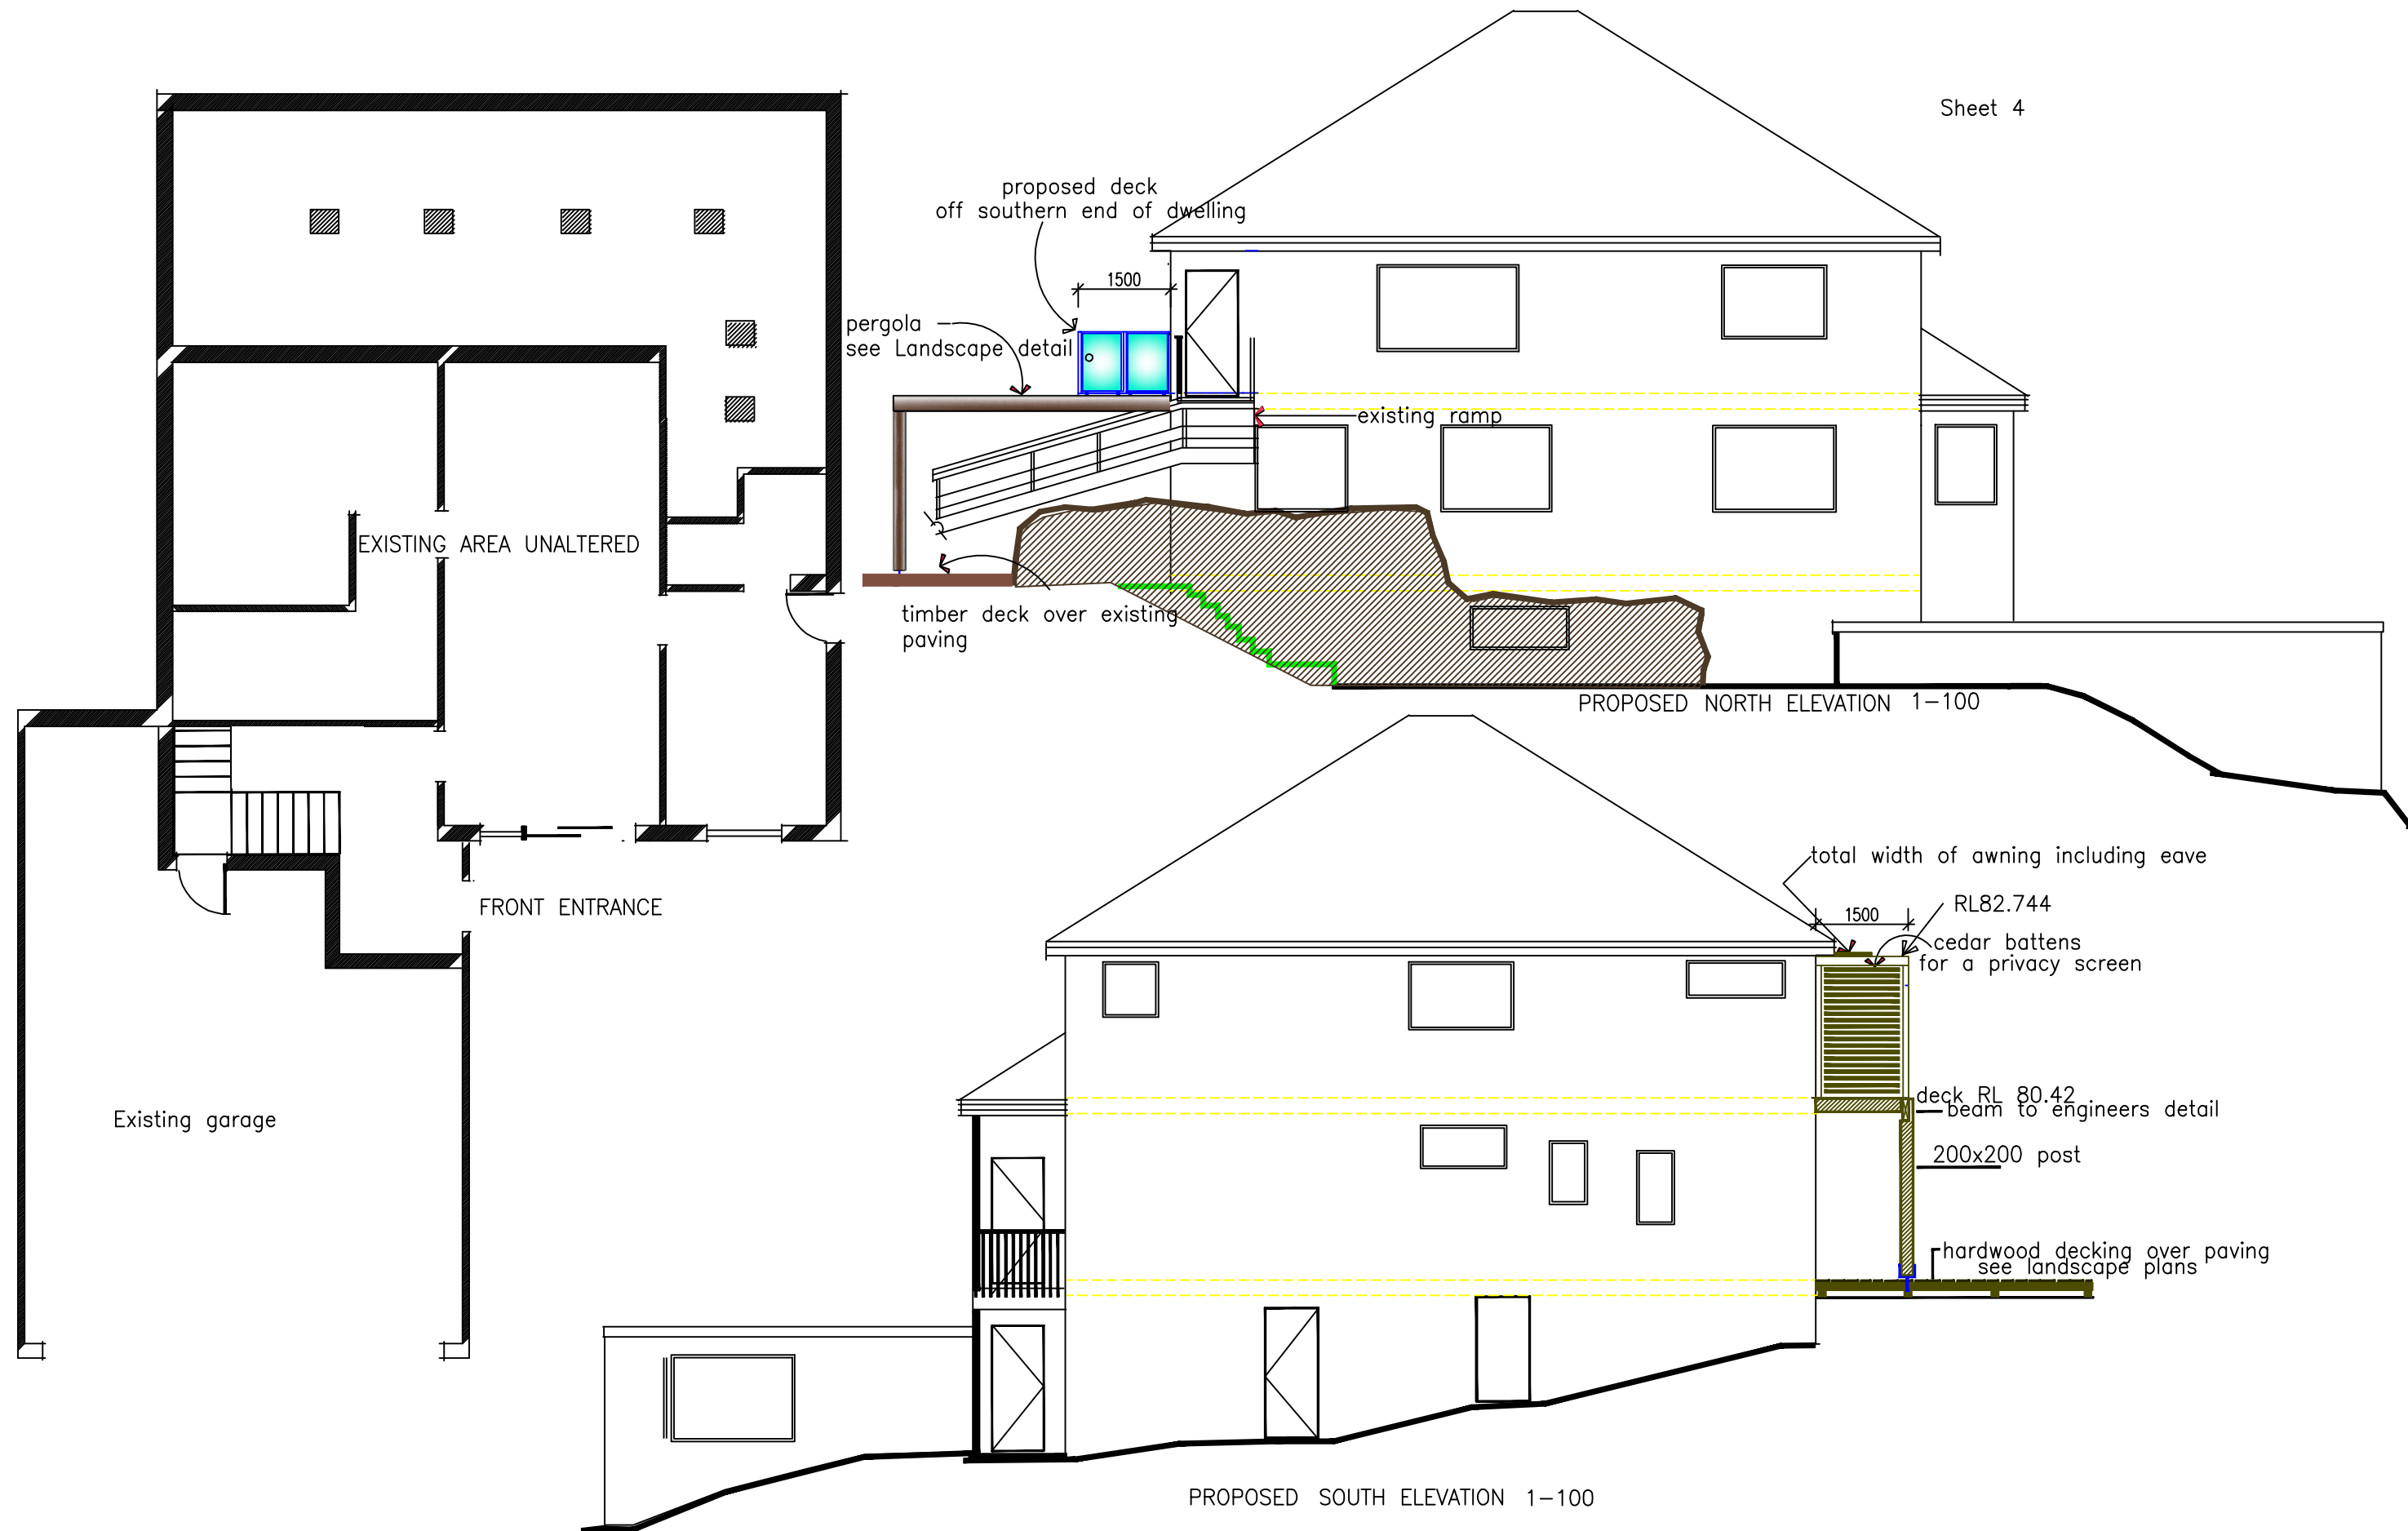 Sheet 4
proposed deck
off southern end of dwelling
1500
pergola
see Landscape detail
existing ramp
EXISTING AREA UNALTERED
timber deck over existing
paving
PROPOSED NORTH ELEVATION 1-100
FRONT ENTRANCE
Existing garage
total width of awning including eave
1500
RL82.744
cedar battens
for a privacy screen
deck RL 80.42
beam to engineers detail
200x200 post
hardwood decking over paving
see landscape plans
PROPOSED SOUTH ELEVATION 1-100